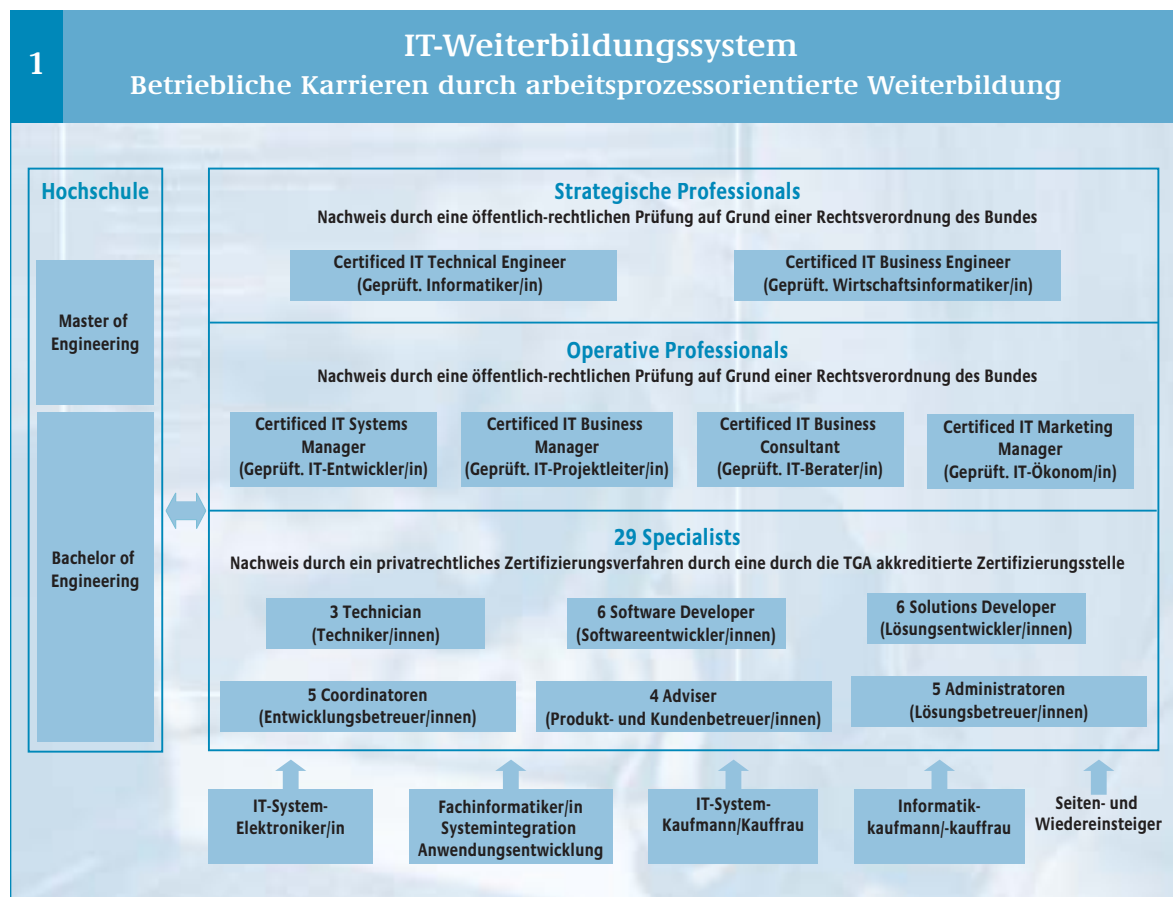 1
IT-Weiterbildungssystem
Betriebliche Karrieren durch arbeitsprozessorientierte Weiterbildung
Hochschule
Master of
Engineering
Bachelor of
Engineering
Strategische Professionals
Nachweis durch eine öffentlich-rechtlichen Prüfung auf Grund einer Rechtsverordnung des Bundes
Certificed IT Technical Engineer
(Geprüft. Informatiker/in)
Certificed IT Business Engineer
(Geprüft. Wirtschaftsinformatiker/in)
Operative Professionals
Nachweis durch eine öffentlich-rechtlichen Prüfung auf Grund einer Rechtsverordnung des Bundes
Certificed IT Systems
Manager
(Geprüft. IT-Entwickler/in)
Certificed IT Business
Manager
(Geprüft. IT-Projektleiter/in)
Certificed IT Business
Consultant
(Geprüft. IT-Berater/in)
Certificed IT Marketing
Manager
(Geprüft. IT-Ökonom/in)
29 Specialists
Nachweis durch ein privatrechtliches Zertifizierungsverfahren durch eine durch die TGA akkreditierte Zertifizierungsstelle
3 Technician
(Techniker/innen)
6 Software Developer
(Softwareentwickler/innen)
6 Solutions Developer
(Lösungsentwickler/innen)
5 Coordinatoren
(Entwicklungsbetreuer/innen)
4 Adviser
(Produkt- und Kundenbetreuer/innen)
5 Administratoren
(Lösungsbetreuer/innen)
IT-System-
Elektroniker/in
Fachinformatiker/in
Systemintegration
Anwendungsentwicklung
IT-System-
Kaufmann/Kauffrau
Informatik-
kaufmann/-kauffrau
Seiten- und
Wiedereinsteiger